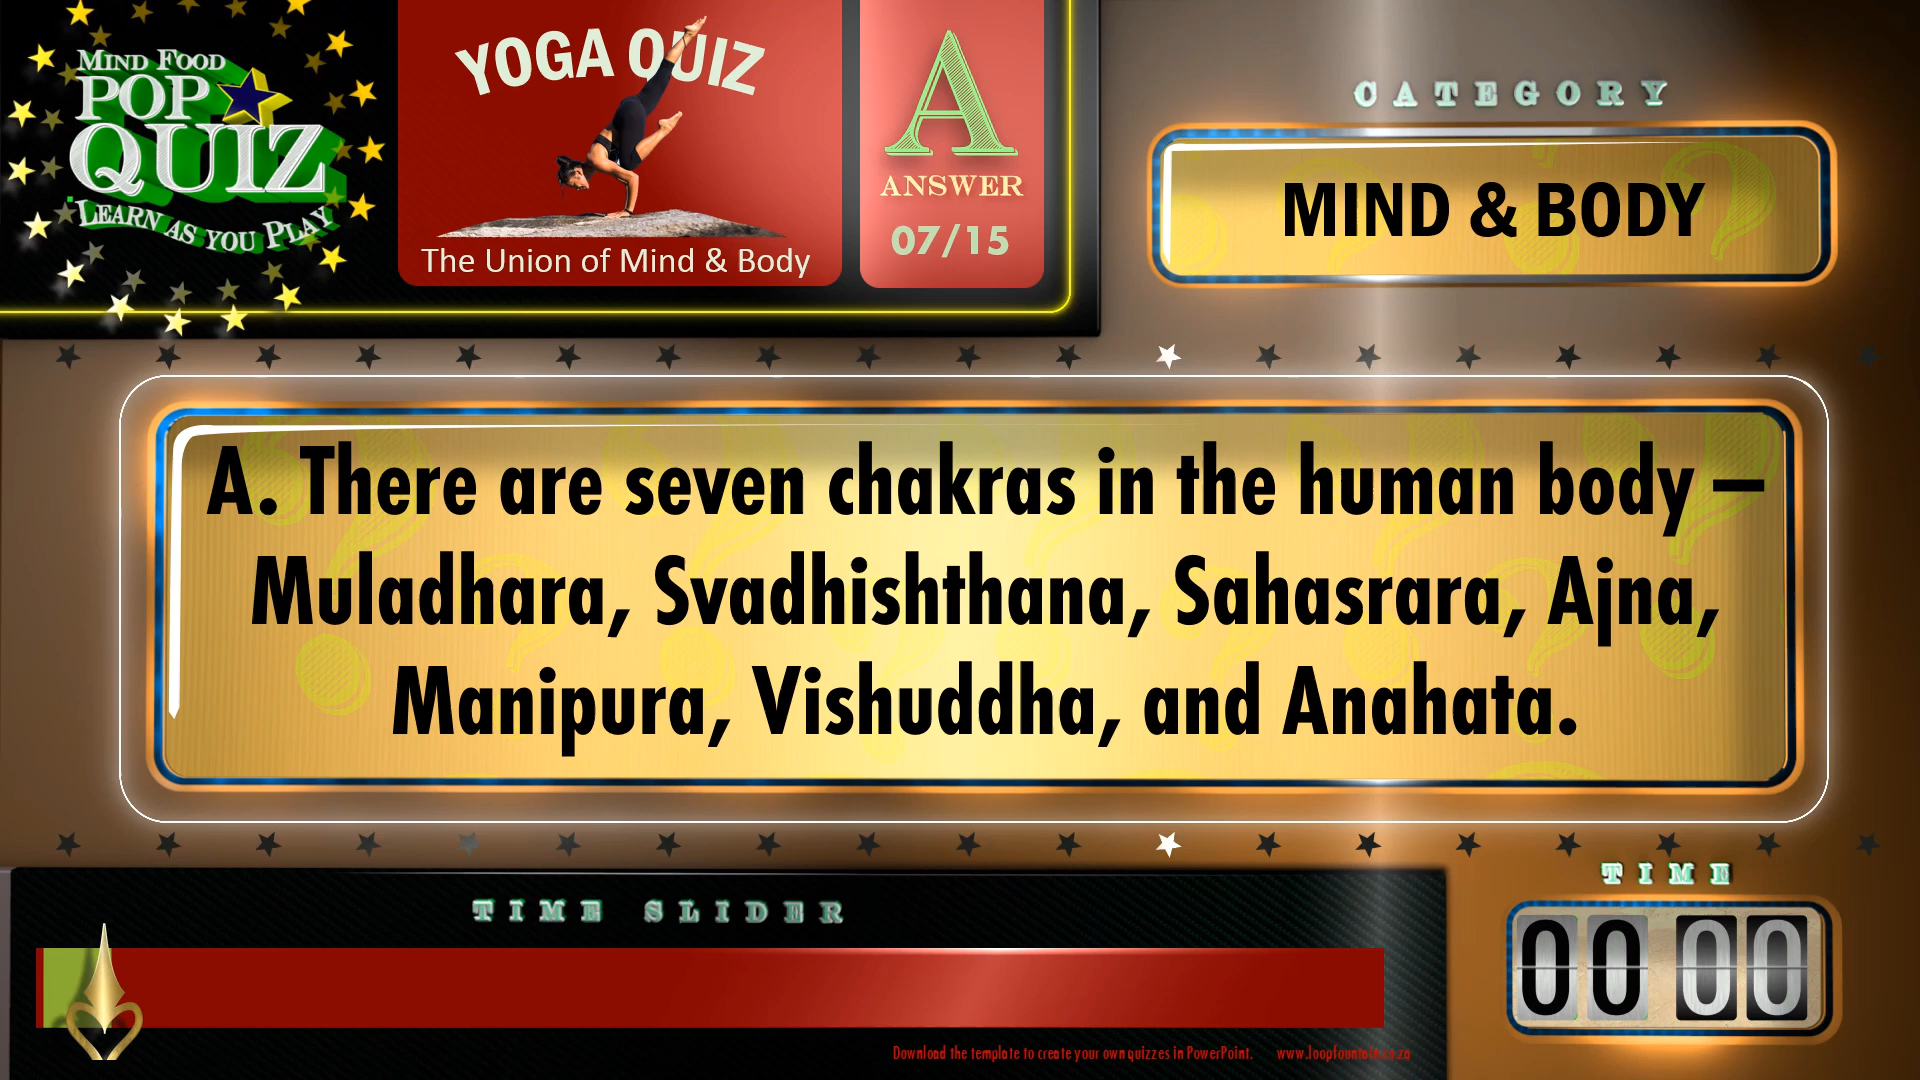 MIND FOOD
POP
QUIZ
LEARN AS YOU PLAY
YOGA QUIZ
The Union of Mind & Body
A
ANSWER
07/15
CATEGORY
MIND & BODY
A. There are seven chakras in the human body –
Muladhara, Svadhishthana, Sahasrara, Ajna,
Manipura, Vishuddha, and Anahata.
TIME SLIDER
TIME
00 00
Download the template to create your own quizzes in PowerPoint. www.loopfountain.co.za